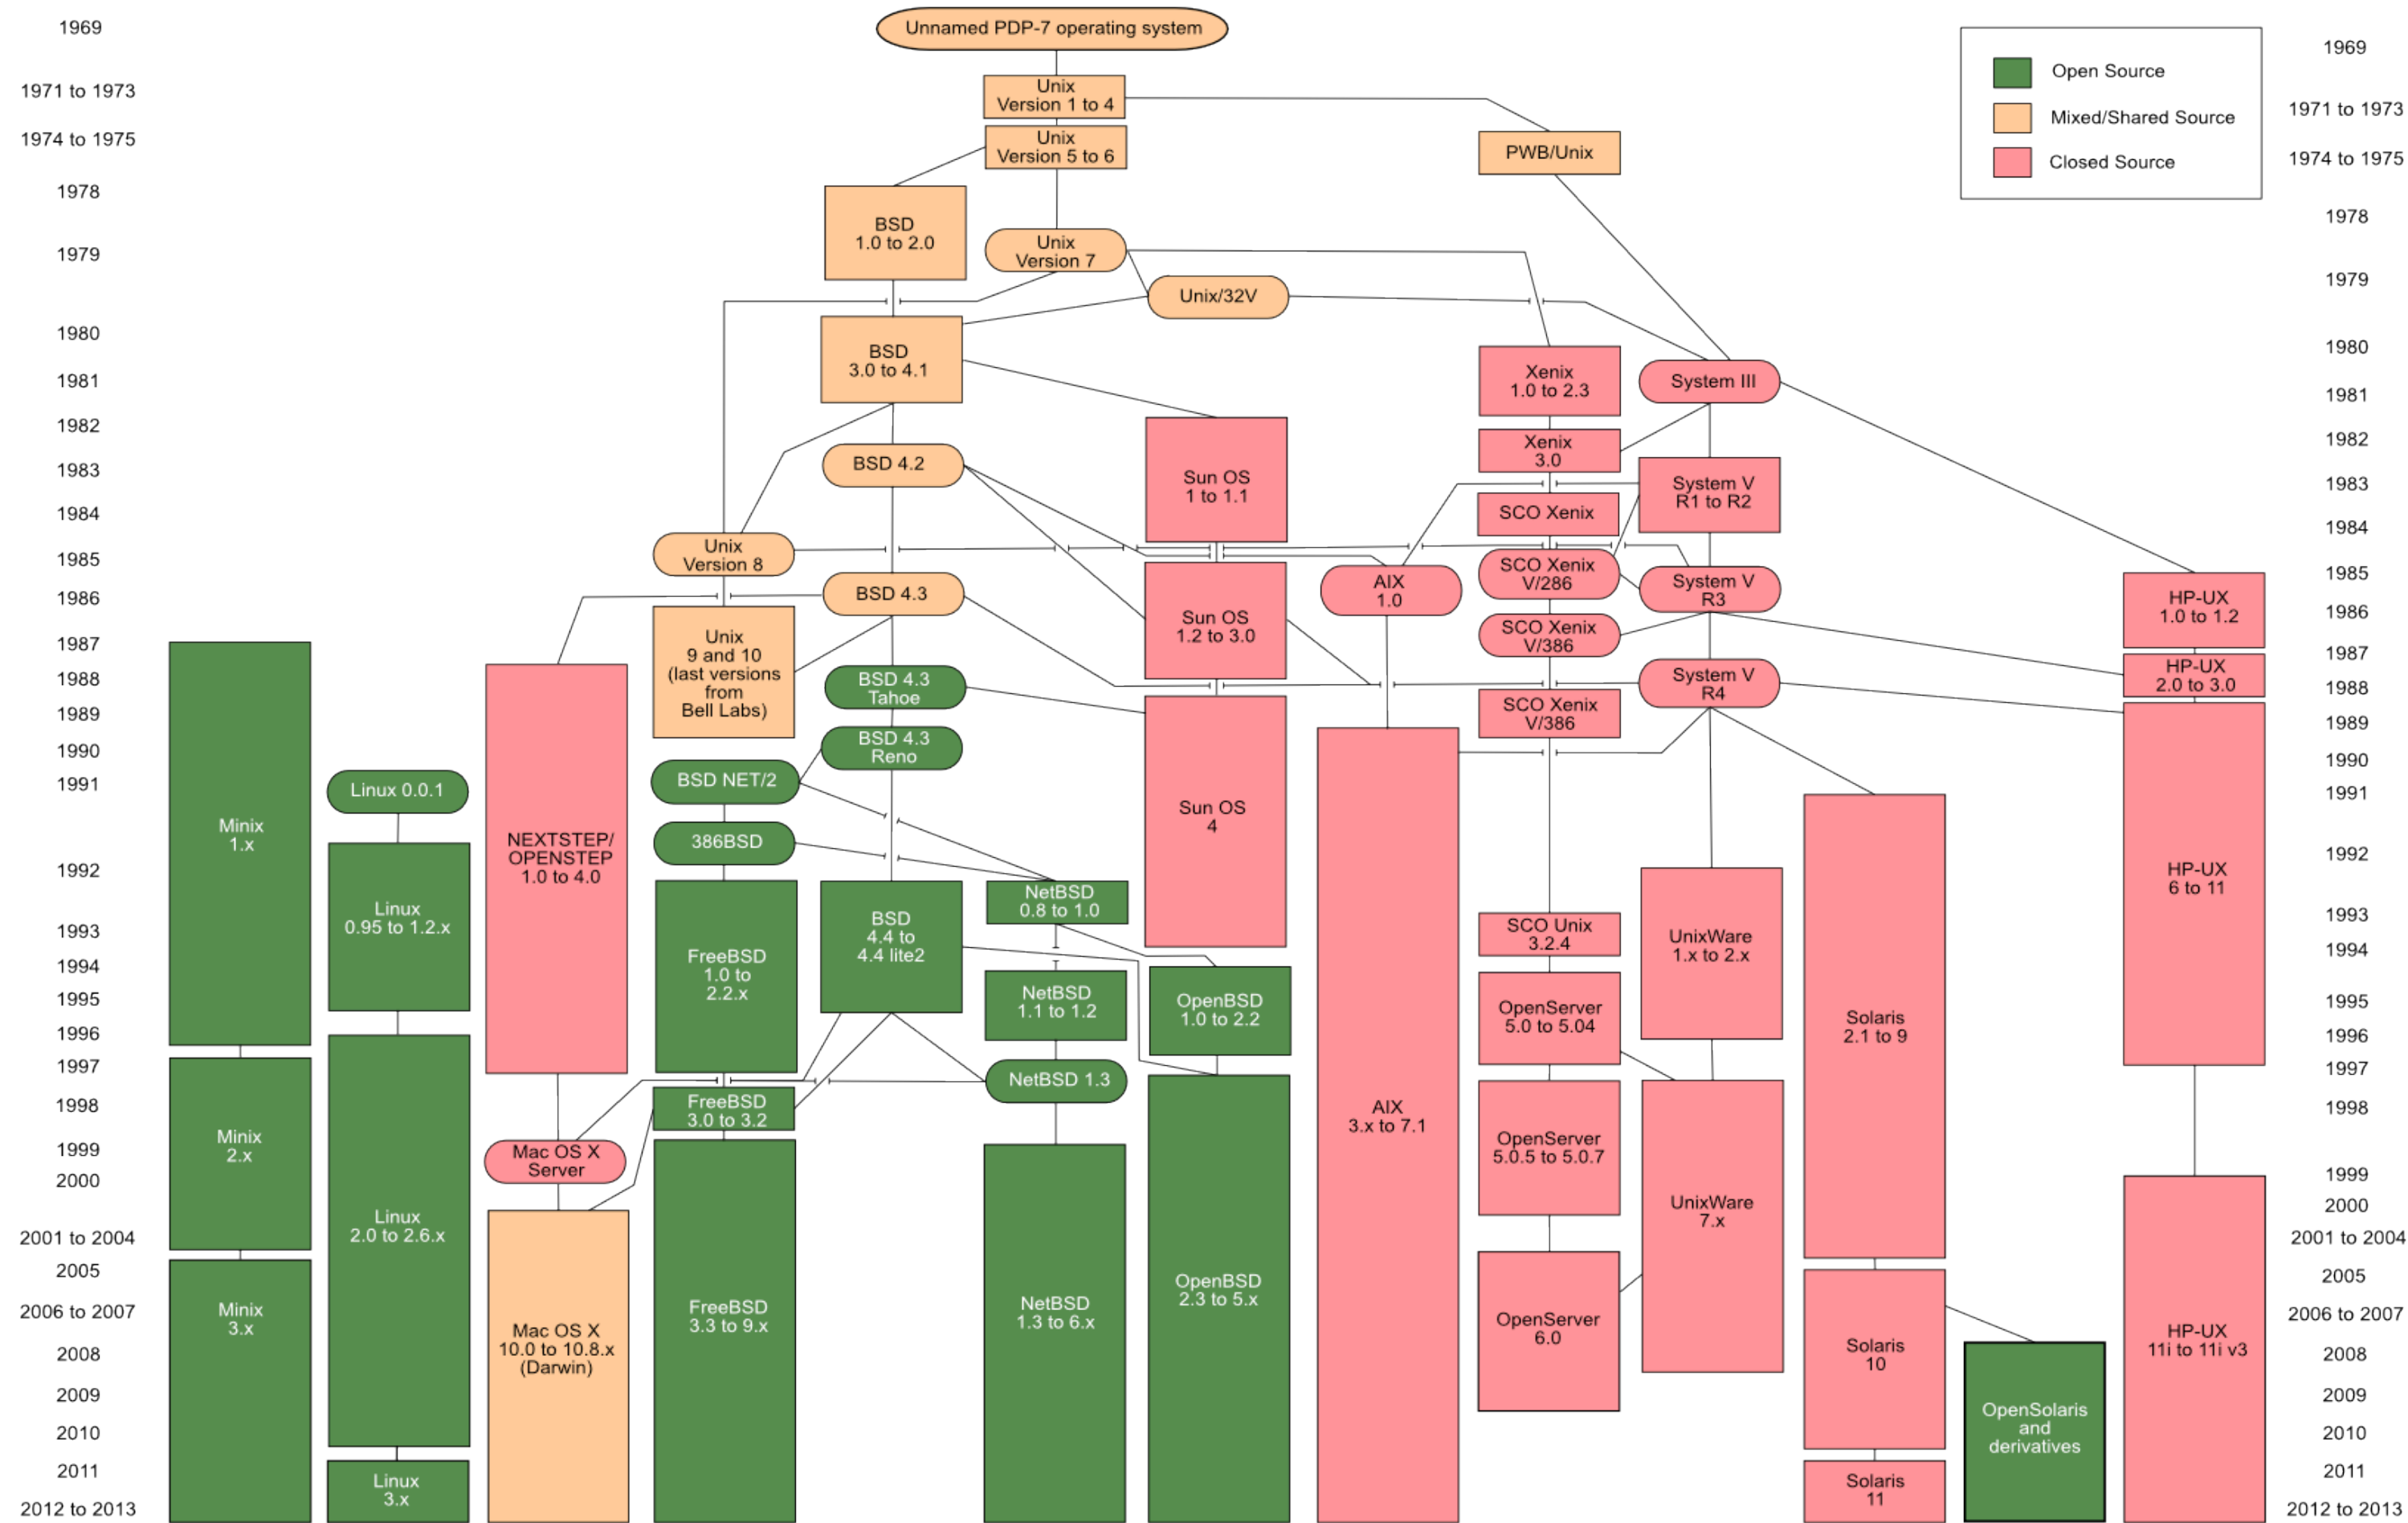 1969
1971 to 1973
1974 to 1975
1978
1979
1980
1981
1982
1983
1984
1985
1986
1987
1988
1989
1990
1991
1992
1993
1994
1995
1996
1997
1998
1999
2000
2001 to 2004
2005
2006 to 2007
2008
2009
2010
2011
2012 to 2013
Unnamed PDP-7 operating system
Unix
Version 1 to 4
Unix
Version 5 to 6
PWB/Unix
BSD
1.0 to 2.0
Unix
Version 7
Unix/32V
BSD
3.0 to 4.1
Xenix
1.0 to 2.3
System III
Xenix
3.0
BSD 4.2
Sun OS
1 to 1.1
System V
R1 to R2
SCO Xenix
Unix
Version 8
SCO Xenix
V/286
AIX
1.0
System V
R3
BSD 4.3
HP-UX
1.0 to 1.2
Sun OS
1.2 to 3.0
SCO Xenix
V/386
Unix
9 and 10
(last versions
from
Bell Labs)
HP-UX
2.0 to 3.0
BSD 4.3
Tahoe
System V
R4
SCO Xenix
V/386
BSD 4.3
Reno
BSD NET/2
Linux 0.0.1
Sun OS
4
Minix
1.x
NEXTSTEP/
OPENSTEP
1.0 to 4.0
386BSD
HP-UX
6 to 11
NetBSD
0.8 to 1.0
Linux
0.95 to 1.2.x
BSD
4.4 to
4.4 lite2
SCO Unix
3.2.4
UnixWare
1.x to 2.x
FreeBSD
1.0 to
2.2.x
NetBSD
1.1 to 1.2
OpenBSD
1.0 to 2.2
OpenServer
5.0 to 5.04
Solaris
2.1 to 9
NetBSD 1.3
FreeBSD
3.0 to 3.2
AIX
3.x to 7.1
Minix
2.x
OpenServer
5.0.5 to 5.0.7
Mac OS X
Server
UnixWare
7.x
Linux
2.0 to 2.6.x
OpenBSD
2.3 to 5.x
Minix
3.x
FreeBSD
3.3 to 9.x
NetBSD
1.3 to 6.x
OpenServer
6.0
Mac OS X
10.0 to 10.8.x
(Darwin)
HP-UX
11i to 11i v3
Solaris
10
OpenSolaris
and
derivatives
Linux
3.x
Solaris
11
Open Source
Mixed/Shared Source
Closed Source
1969
1971 to 1973
1974 to 1975
1978
1979
1980
1981
1982
1983
1984
1985
1986
1987
1988
1989
1990
1991
1992
1993
1994
1995
1996
1997
1998
1999
2000
2001 to 2004
2005
2006 to 2007
2008
2009
2010
2011
2012 to 2013